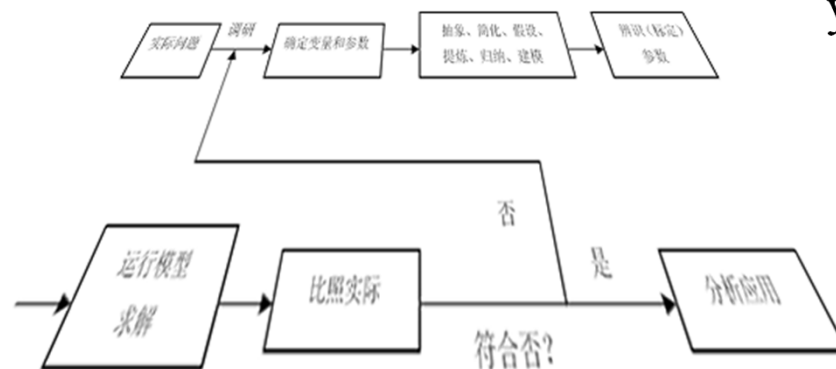 实际问题
调研
确定变量和参数
抽象、简化、假设、
提炼、归纳、建模
辨识(标定)
参数
y
否
是
运行模型
求解
比照实际
符合否?
分析应用